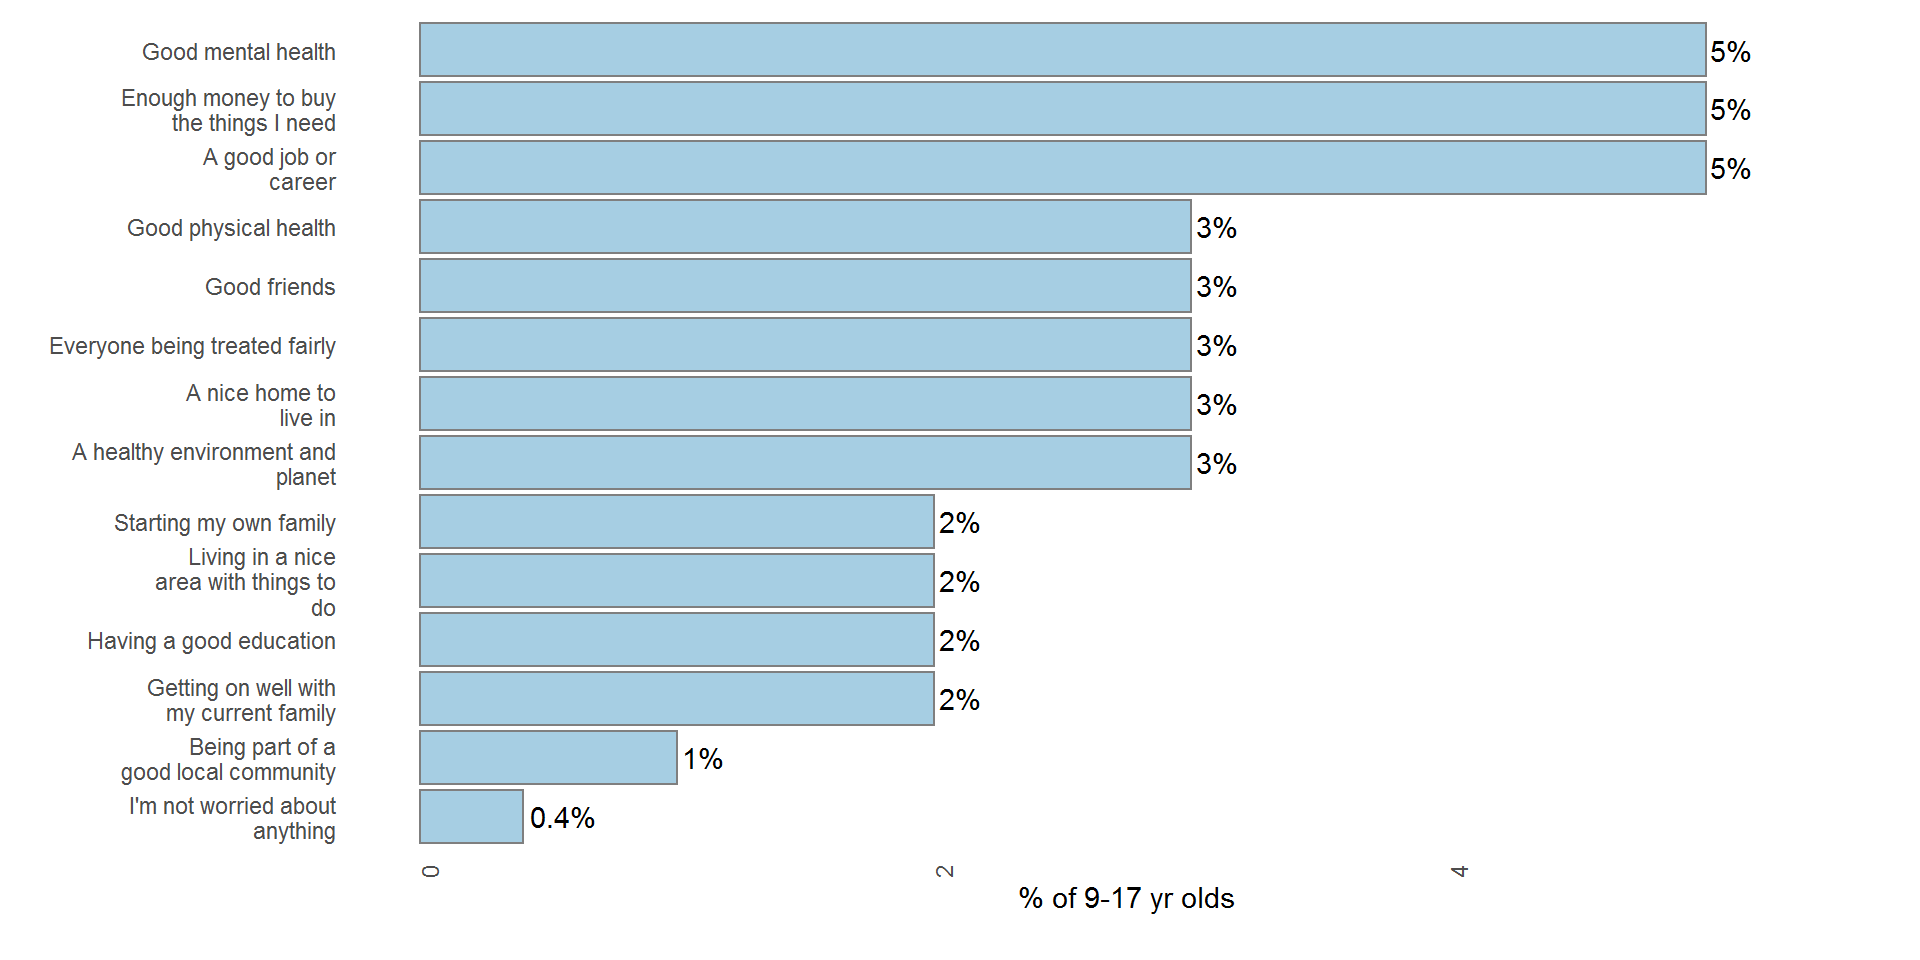 Good mental health
5%
Enough money to buy
the things I need
5%
A good job or
career
5%
Good physical health
3%
Good friends
3%
Everyone being treated fairly
3%
A nice home to
live in
3%
A healthy environment and
planet
3%
Starting my own family
2%
Living in a nice
area with things to
do
2%
Having a good education
2%
Getting on well with
my current family
2%
Being part of a
good local community
1%
I'm not worried about
anything
0.4%
0
2
4
% of 9-17 yr olds